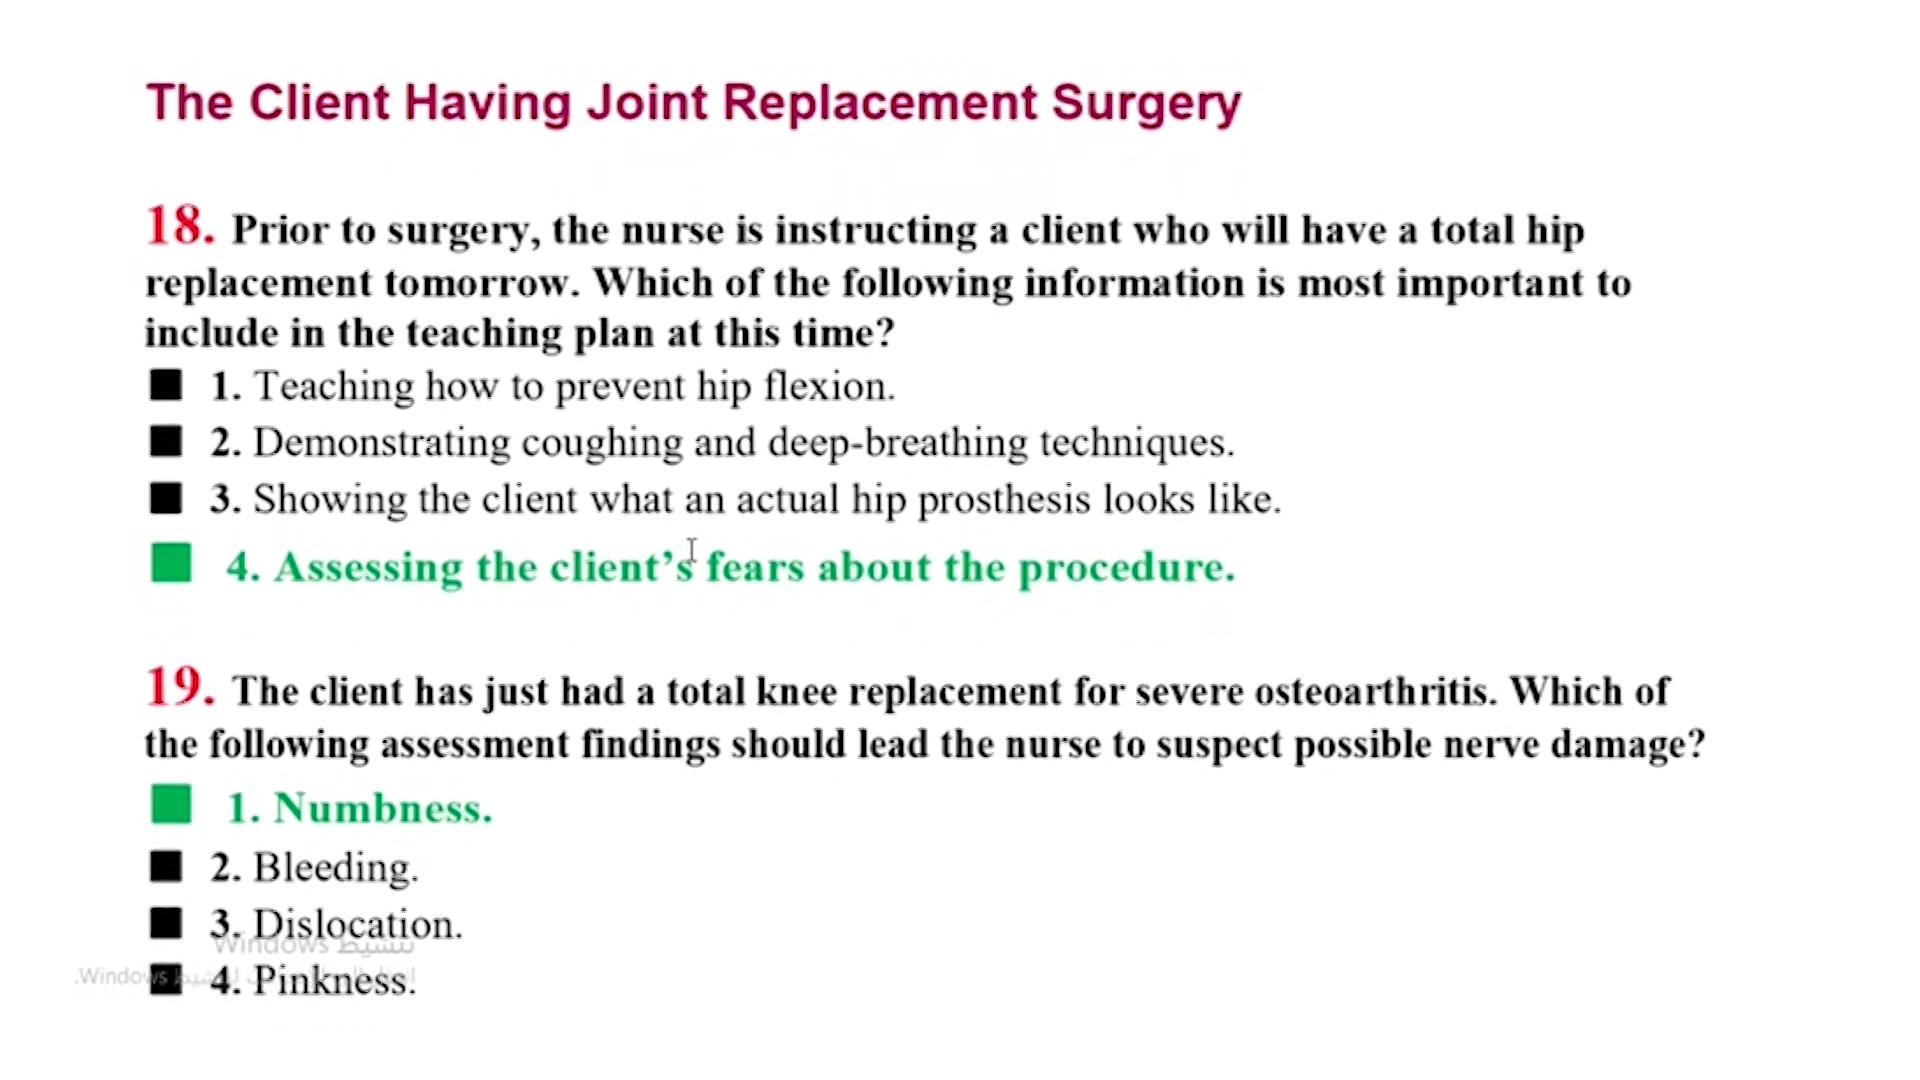 The Client Having Joint Replacement Surgery
18. Prior to surgery, the nurse is instructing a client who will have a total hip
replacement tomorrow. Which of the following information is most important to
include in the teaching plan at this time?
1. Teaching how to prevent hip flexion.
2. Demonstrating coughing and deep-breathing techniques.
3. Showing the client what an actual hip prosthesis looks like.
4. Assessing the client’s fears about the procedure.
19. The client has just had a total knee replacement for severe osteoarthritis. Which of
the following assessment findings should lead the nurse to suspect possible nerve damage?
1. Numbness.
2. Bleeding.
3. Dislocation.
تنشيط Windows
4. Pinkness.
Windows.